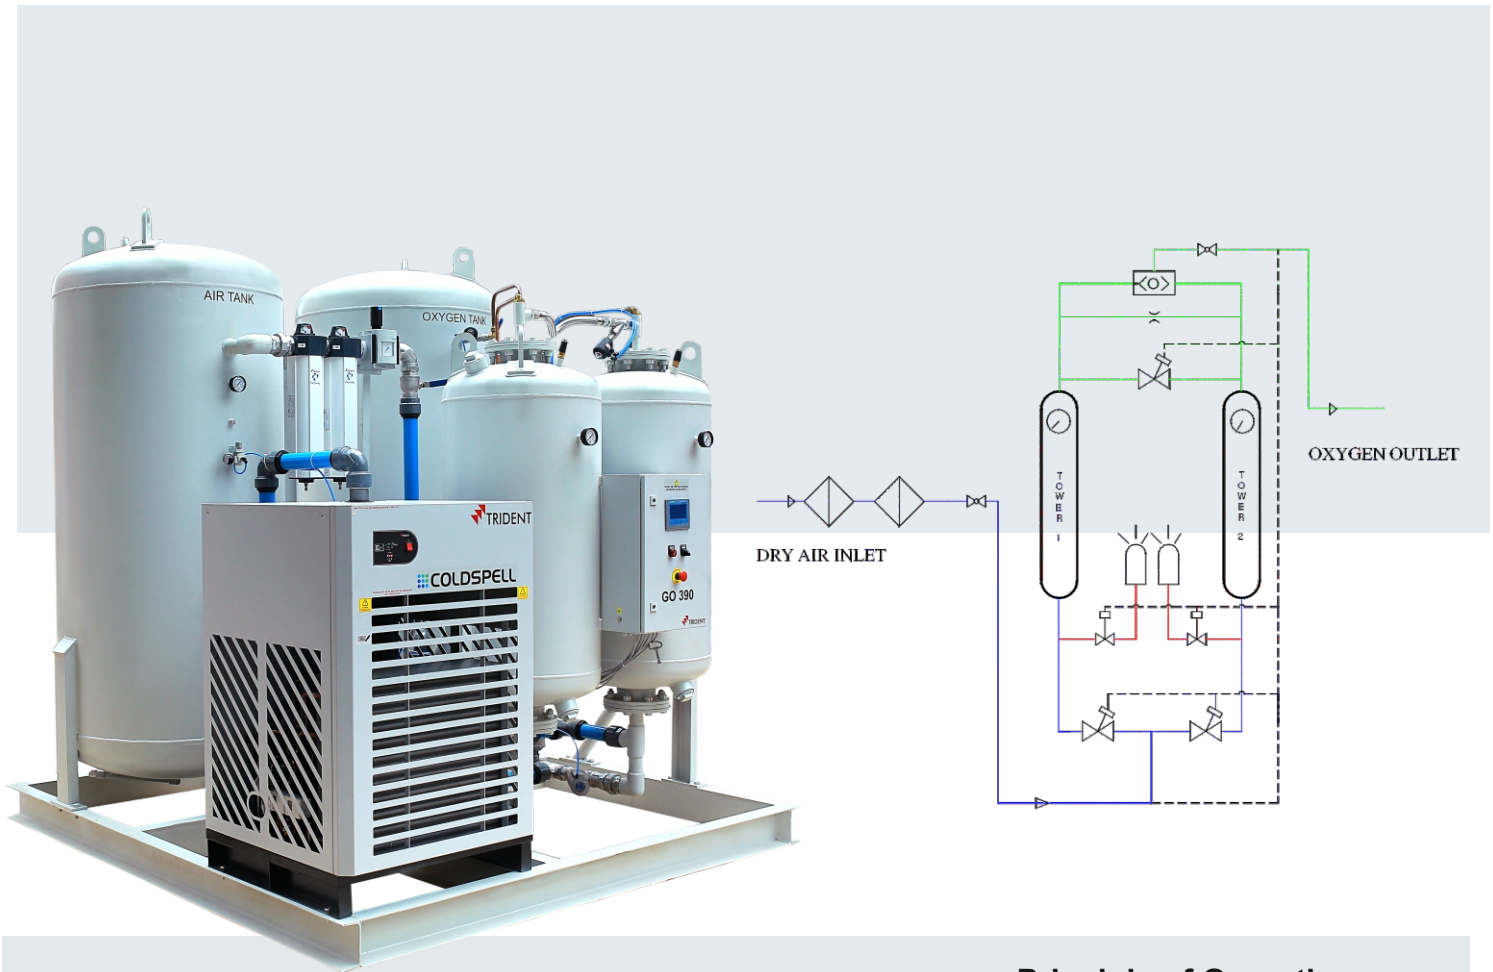 AIR TANK
OXYGEN TANK
TRIDENT
COLDSPELL
GO 390
TRIDENT
OXYGEN OUTLET
DRY AIR INLET
TOWER 1
TOWER 2